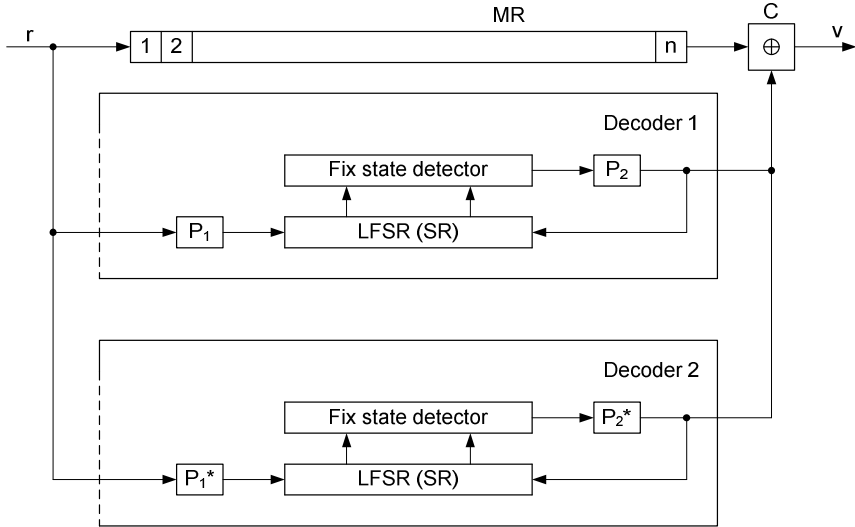 MR
C
r
1 2 n
⊕
v
Decoder 1
Fix state detector
P₂
P₁
LFSR (SR)
Decoder 2
Fix state detector
P₂*
P₁*
LFSR (SR)